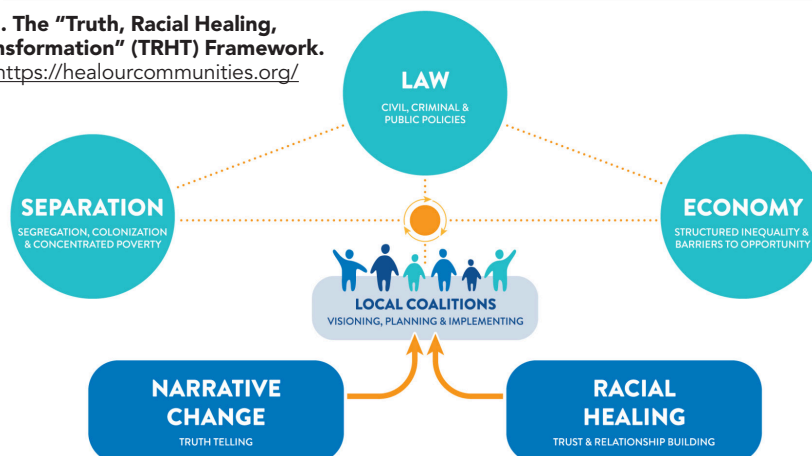 . The “Truth, Racial Healing,
nsformation” (TRHT) Framework.
https://healourcommunities.org/
LAW
CIVIL, CRIMINAL &
PUBLIC POLICIES
SEPARATION
SEGREGATION, COLONIZATION
& CONCENTRATED POVERTY
ECONOMY
STRUCTURED INEQUALITY &
BARRIERS TO OPPORTUNITY
LOCAL COALITIONS
VISIONING, PLANNING & IMPLEMENTING
NARRATIVE
CHANGE
TRUTH TELLING
RACIAL
HEALING
TRUST & RELATIONSHIP BUILDING